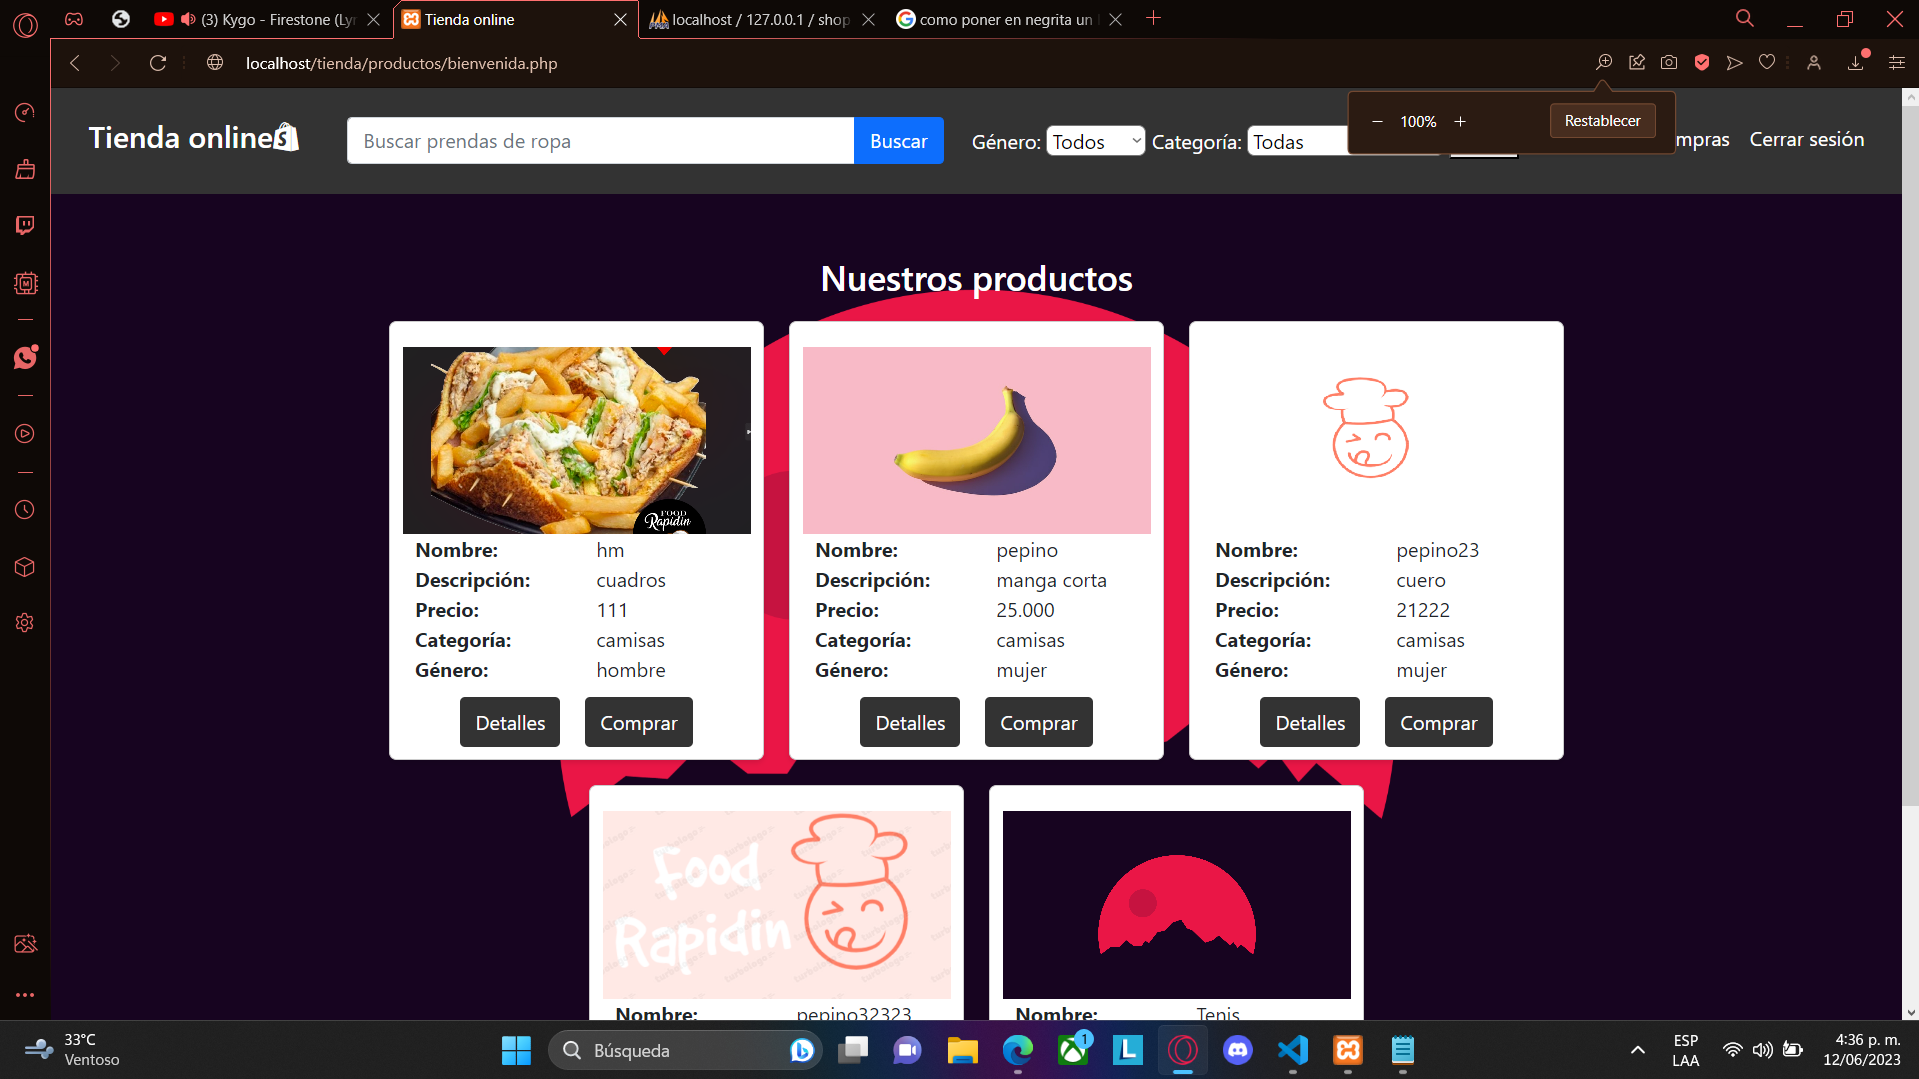 (3) Kygo - Firestone (Lyr
Tienda online
localhost / 127.0.0.1 / shop
como poner en negrita un
localhost/tienda/productos/bienvenida.php
100%
Restablecer
Tienda online
Buscar prendas de ropa
Buscar
Género:
Todos
Categoría:
Todas
mpras
Cerrar sesión
Nuestros productos
FOOD
Rapidin
Nombre: hm
Descripción: cuadros
Precio: 111
Categoría: camisas
Género: hombre
Detalles
Comprar
Nombre: pepino
Descripción: manga corta
Precio: 25.000
Categoría: camisas
Género: mujer
Detalles
Comprar
Nombre: pepino23
Descripción: cuero
Precio: 21222
Categoría: camisas
Género: mujer
Detalles
Comprar
Food
Rapidin
Nombre: pepino32323
Nombre: Tenis
33°C
Ventoso
Búsqueda
1
ESP
LAA
4:36 p. m.
12/06/2023